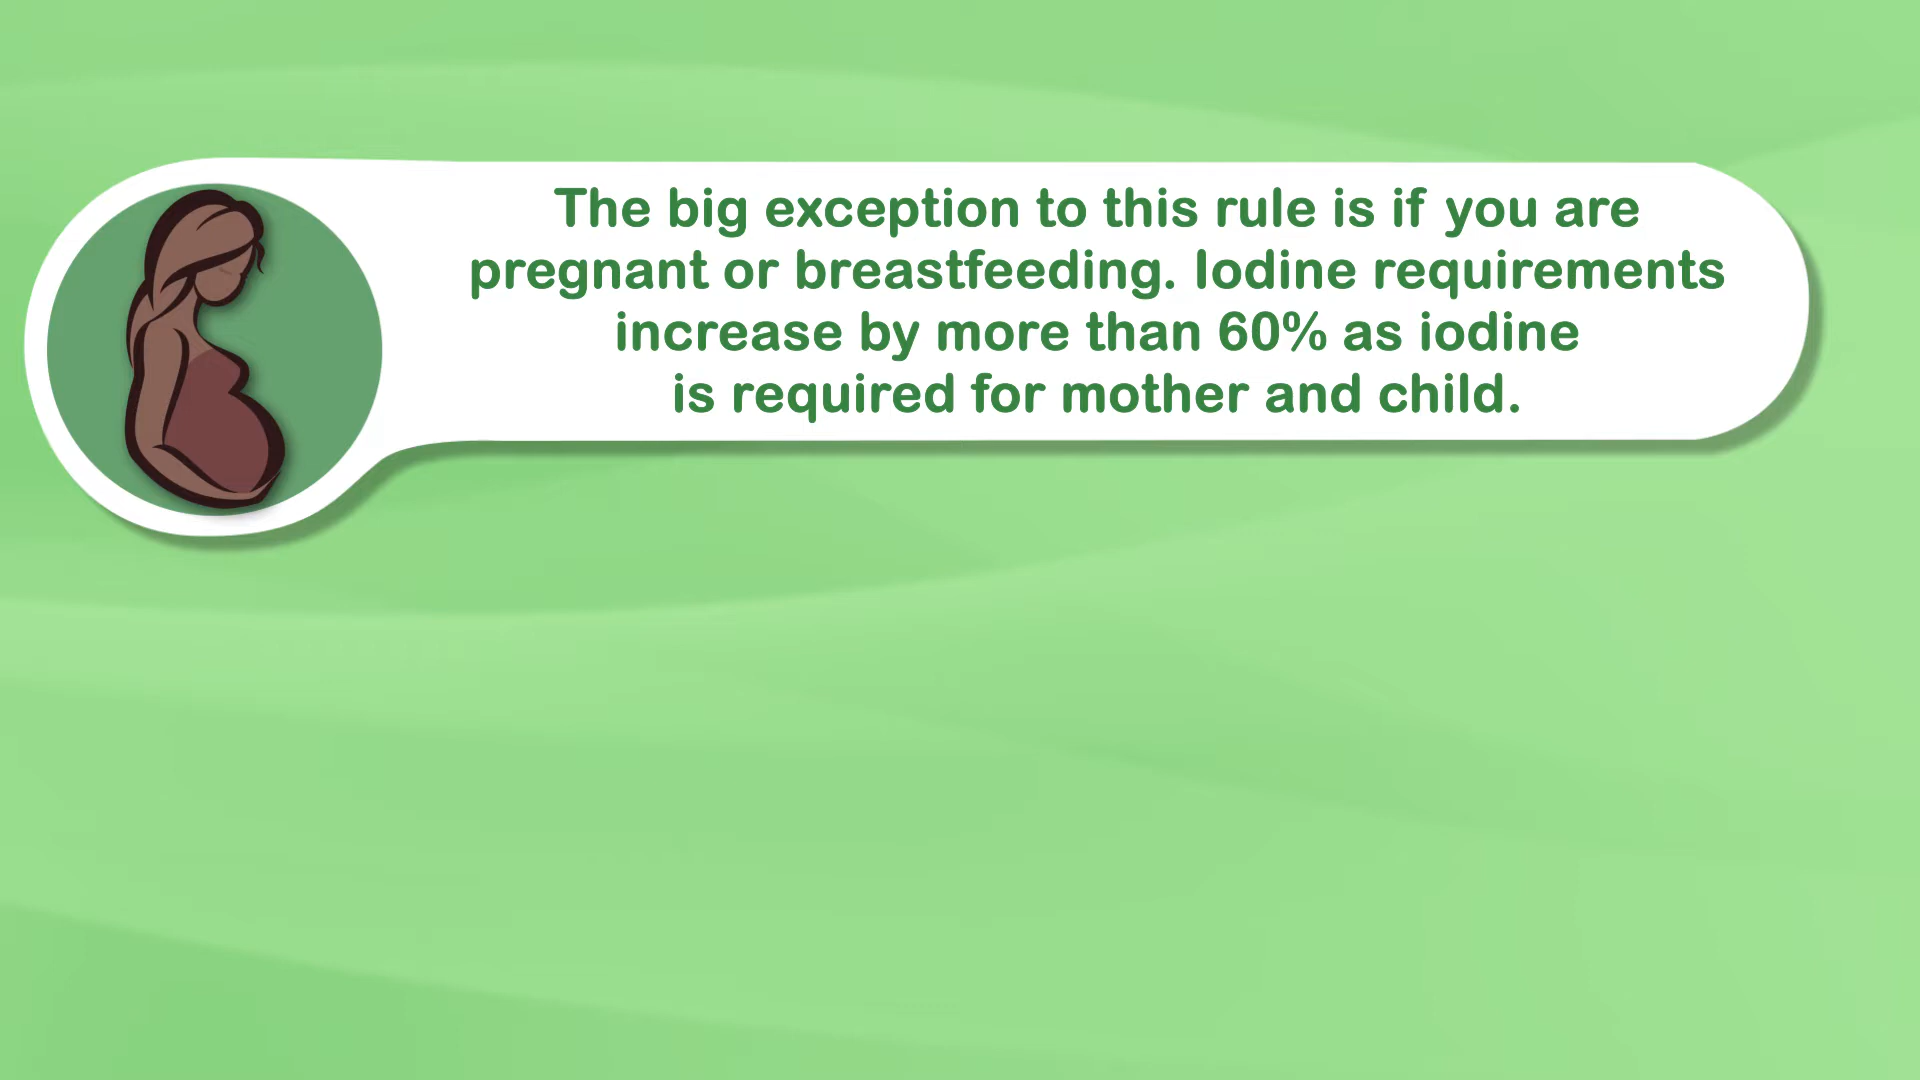 The big exception to this rule is if you are
pregnant or breastfeeding. Iodine requirements
increase by more than 60% as iodine
is required for mother and child.